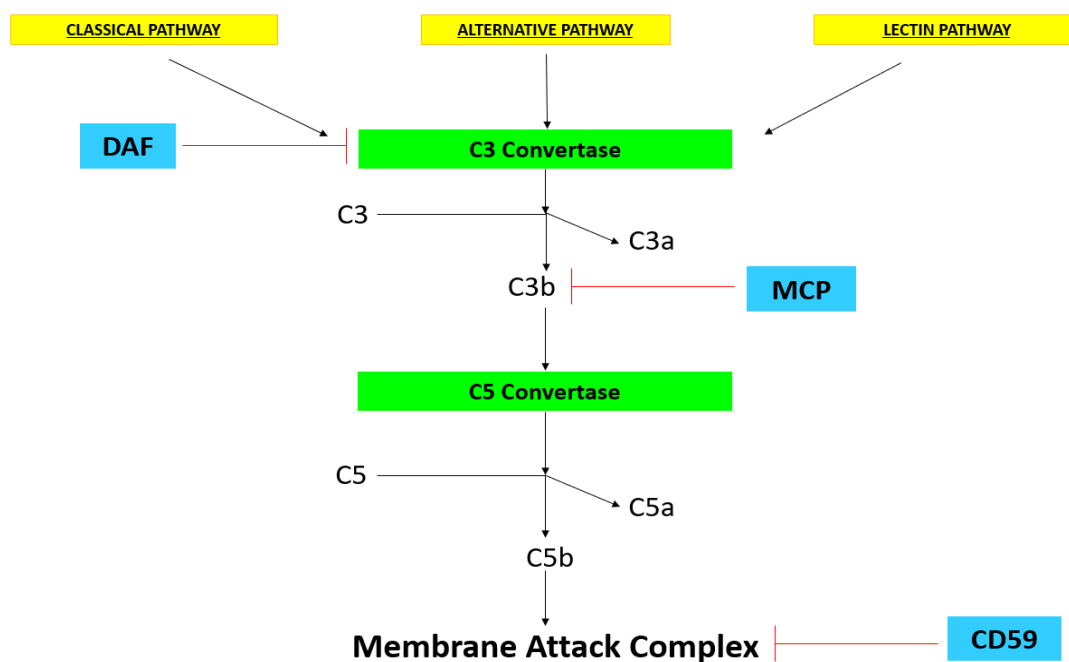 CLASSICAL PATHWAY
ALTERNATIVE PATHWAY
LECTIN PATHWAY
DAF
C3 Convertase
C3
C3a
C3b
MCP
C5 Convertase
C5
C5a
C5b
Membrane Attack Complex
CD59